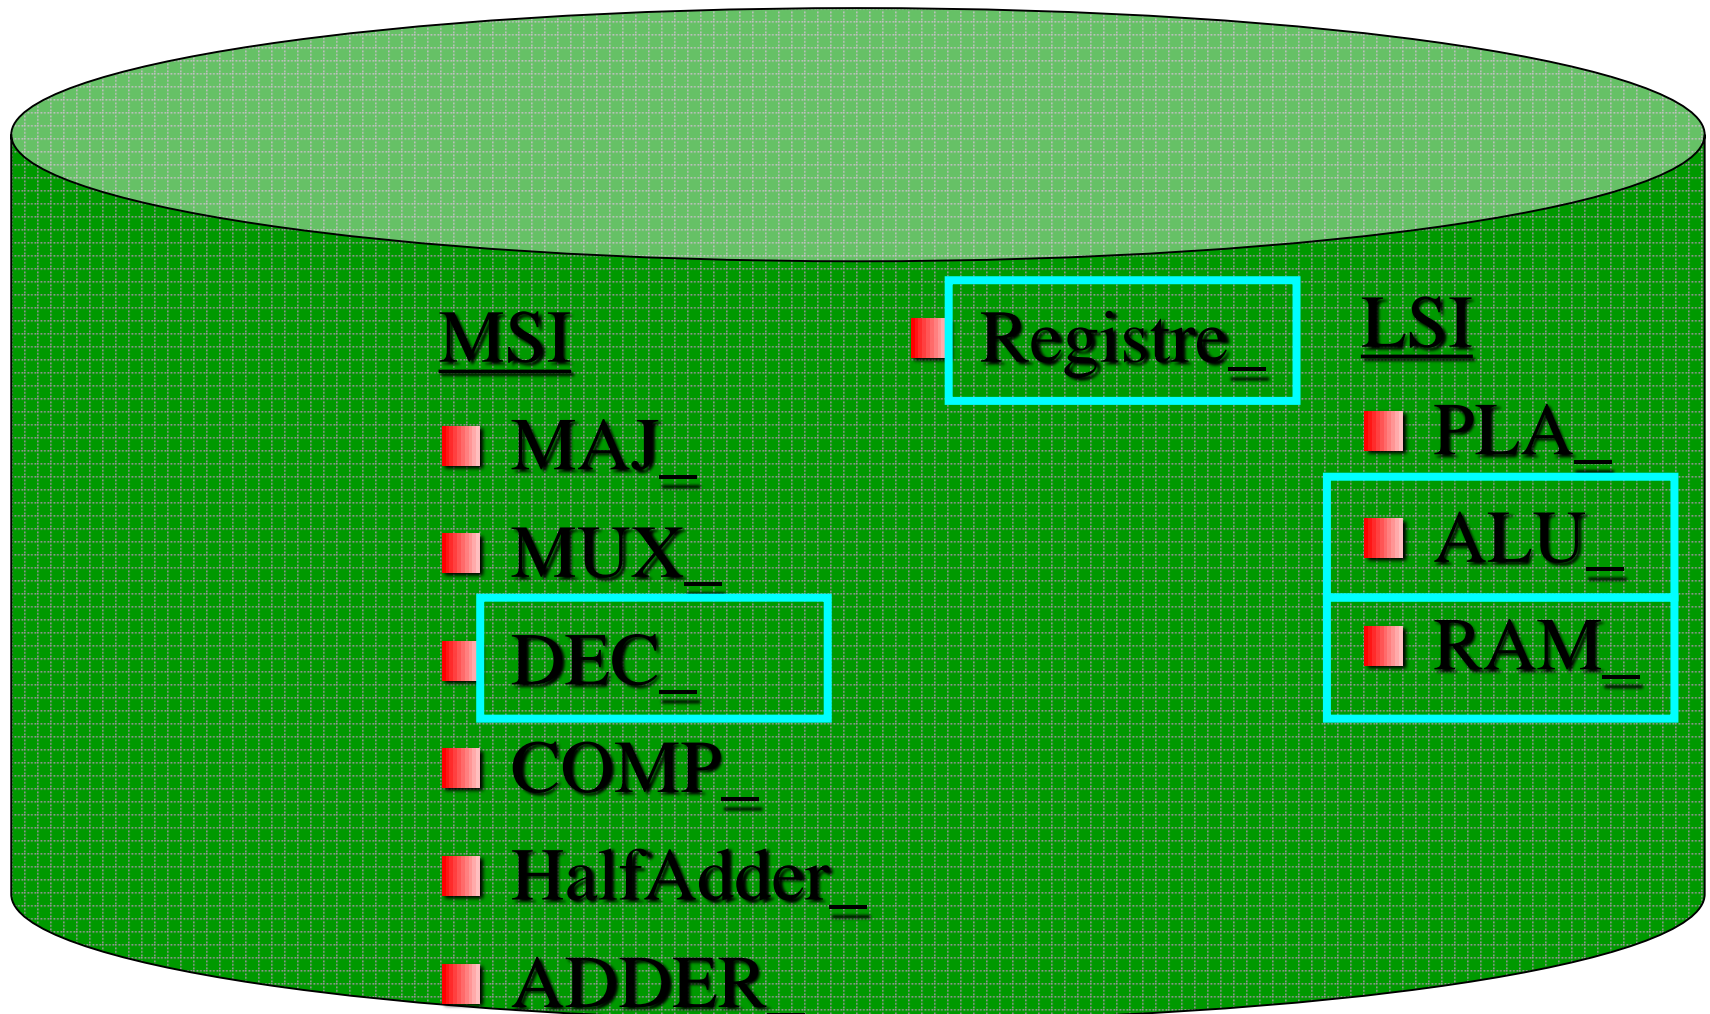 MSI
MAJ_
MUX_
DEC_
COMP_
HalfAdder_
ADDER_
Registre_
LSI
PLA_
ALU_
RAM_